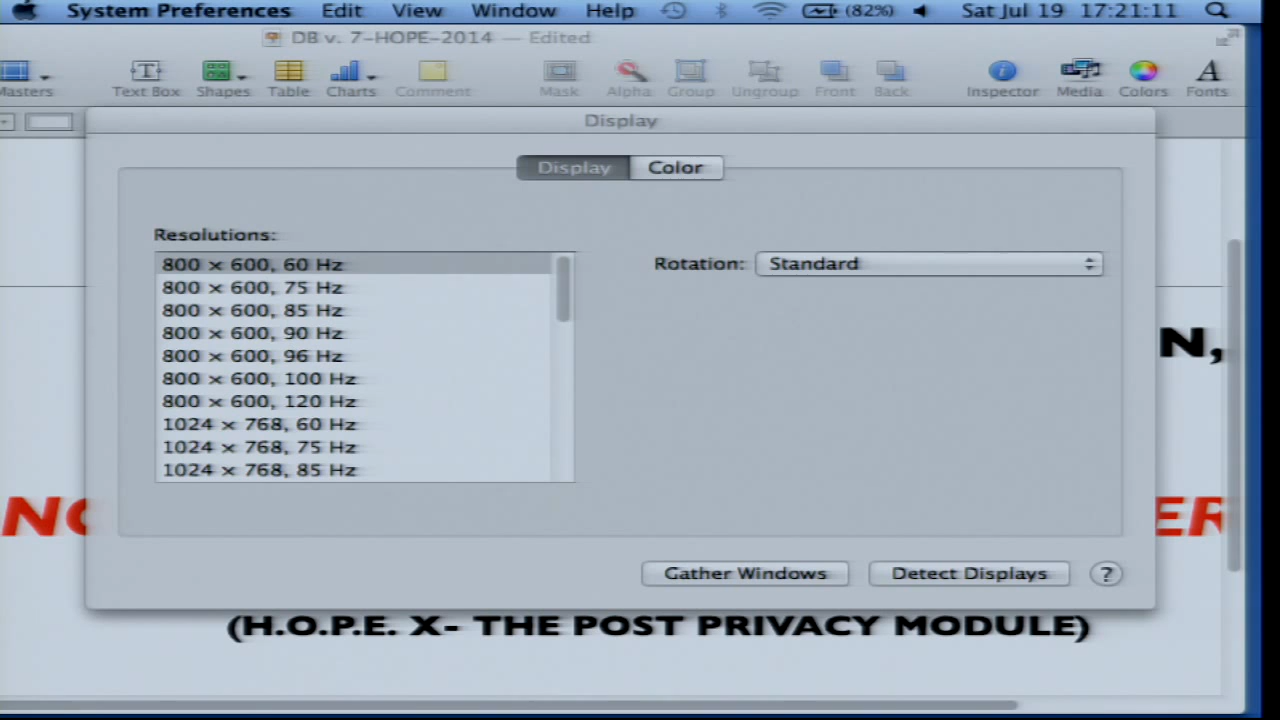 System Preferences Edit View Window Help (82%) Sat Jul 19 17:21:11
DB v. 7-HOPE-2014 — Edited
Masters Text Box Shapes Table Charts Comment Mask Alpha Group Ungroup Front Back Inspector Media Colors Fonts
Display
Display Color
Resolutions:
Rotation: Standard
800 × 600, 60 Hz
800 × 600, 75 Hz
800 × 600, 85 Hz
800 × 600, 90 Hz
800 × 600, 96 Hz
800 × 600, 100 Hz
800 × 600, 120 Hz
1024 × 768, 60 Hz
1024 × 768, 75 Hz
1024 × 768, 85 Hz
N,
NO
ER
Gather Windows Detect Displays ?
(H.O.P.E. X- THE POST PRIVACY MODULE)